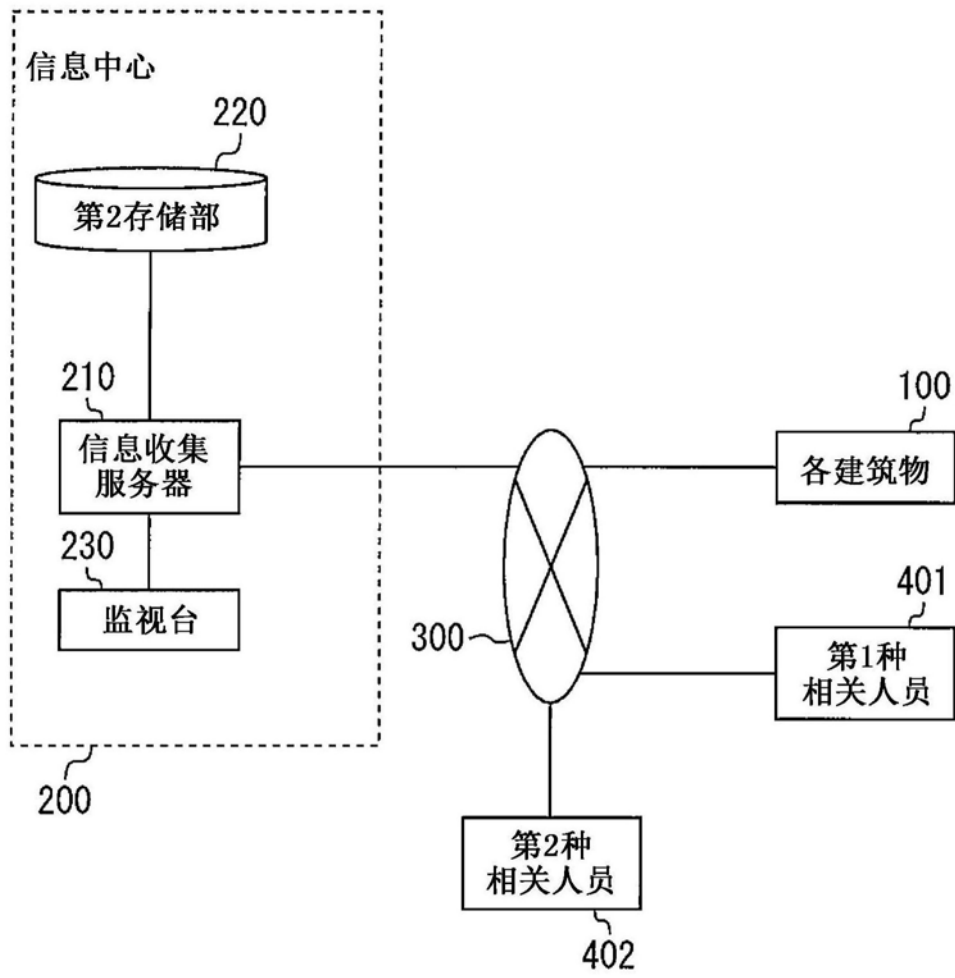 信息中心
220
第2存储部
210
信息收集
服务器
100
各建筑物
230
监视台
401
第1种
相关人员
300
200
第2种
相关人员
402